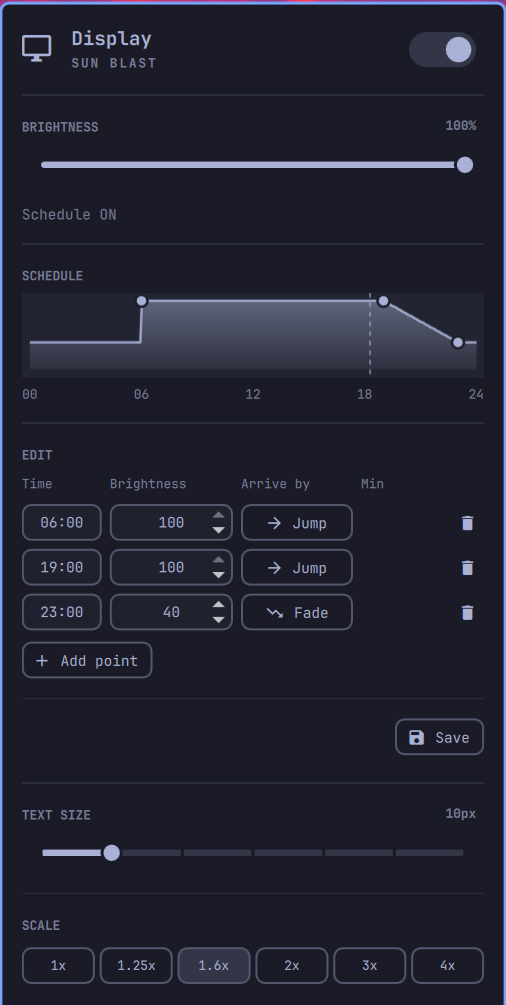 Display
SUN BLAST
BRIGHTNESS 100%
Schedule ON
SCHEDULE
00 06 12 18 24
EDIT
Time Brightness Arrive by Min
06:00 100 Jump
19:00 100 Jump
23:00 40 Fade
+ Add point
Save
TEXT SIZE 10px
SCALE
1x 1.25x 1.6x 2x 3x 4x